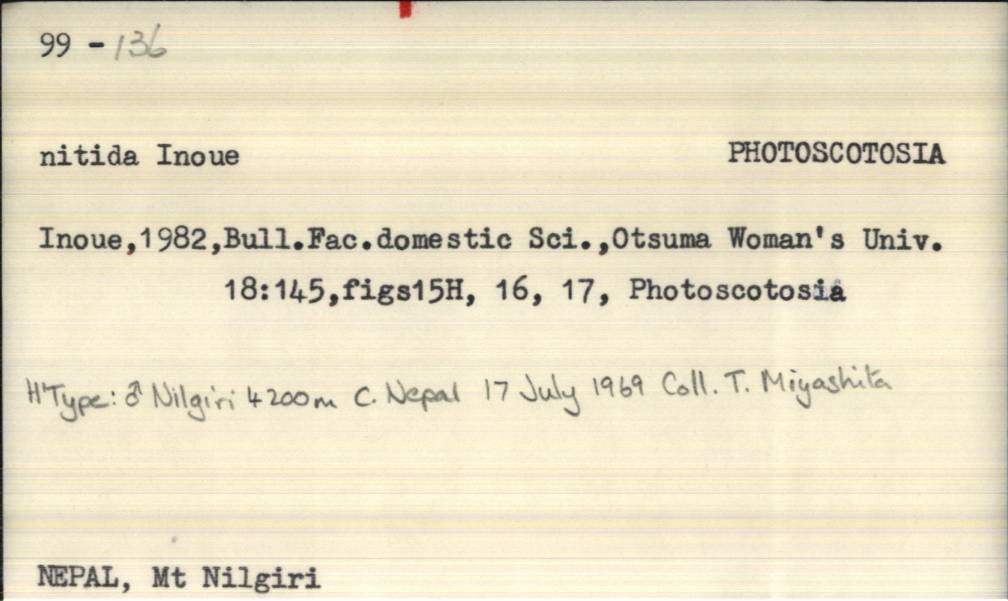 99 - 136
nitida Inoue PHOTOSCOTOSIA
Inoue,1982,Bull.Fac.domestic Sci.,Otsuma Woman's Univ.
18:145,figs15H, 16, 17, Photoscotosia
H'Type: ♂ Nilgiri 4200m C. Nepal 17 July 1969 Coll. T. Miyashita
NEPAL, Mt Nilgiri